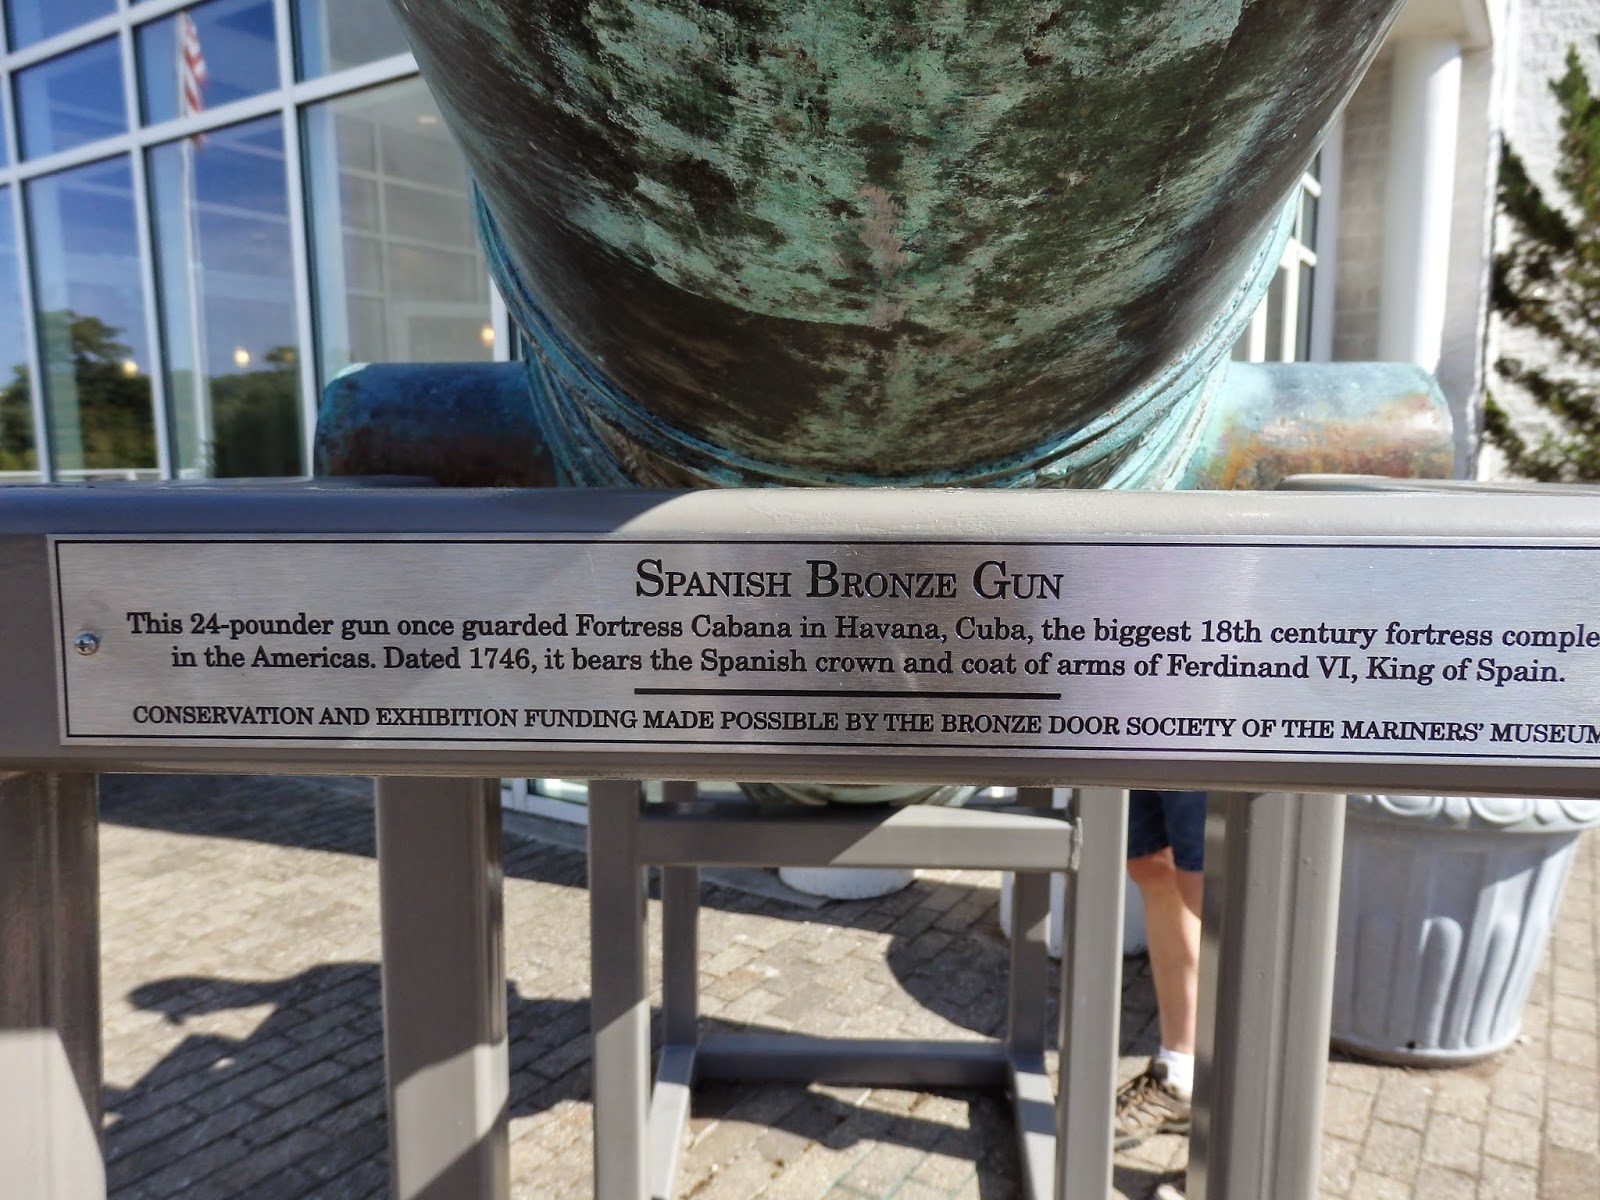 SPANISH BRONZE GUN
This 24-pounder gun once guarded Fortress Cabana in Havana, Cuba, the biggest 18th century fortress comple
in the Americas. Dated 1746, it bears the Spanish crown and coat of arms of Ferdinand VI, King of Spain.
CONSERVATION AND EXHIBITION FUNDING MADE POSSIBLE BY THE BRONZE DOOR SOCIETY OF THE MARINERS' MUSEUM